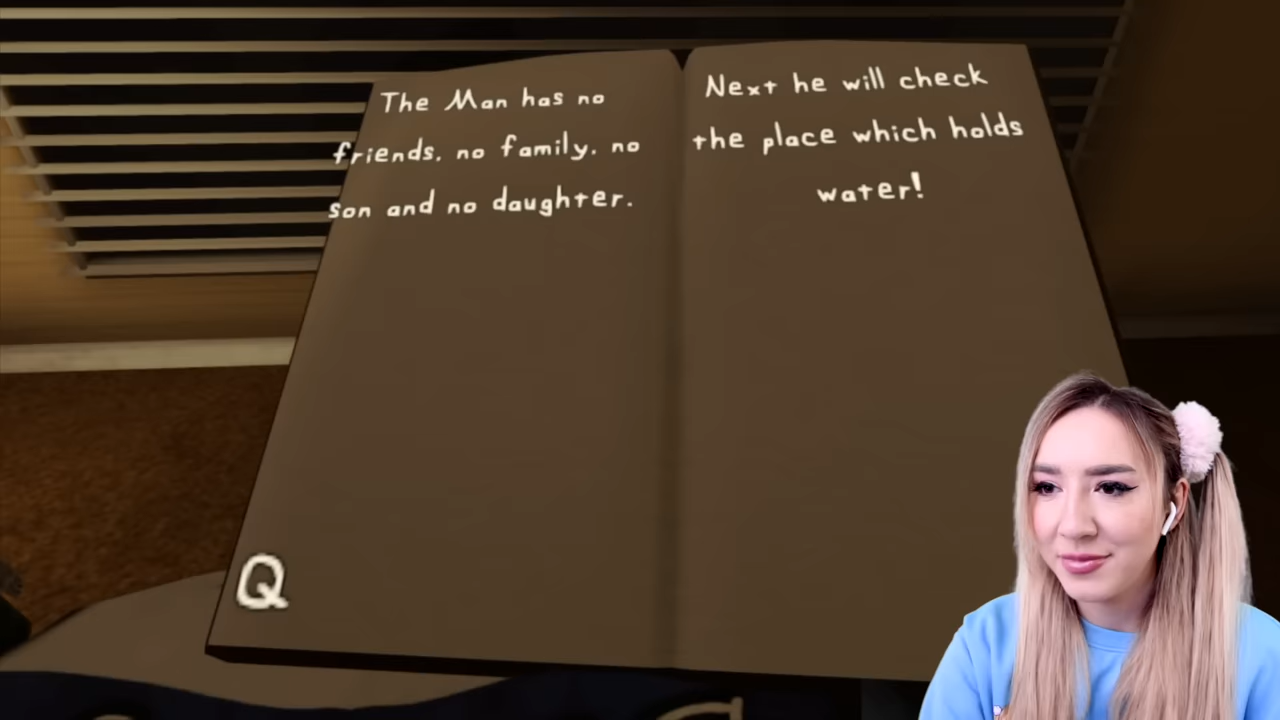 The Man has no
friends. no family. no
son and no daughter.
Next he will check
the place which holds
water!
Q